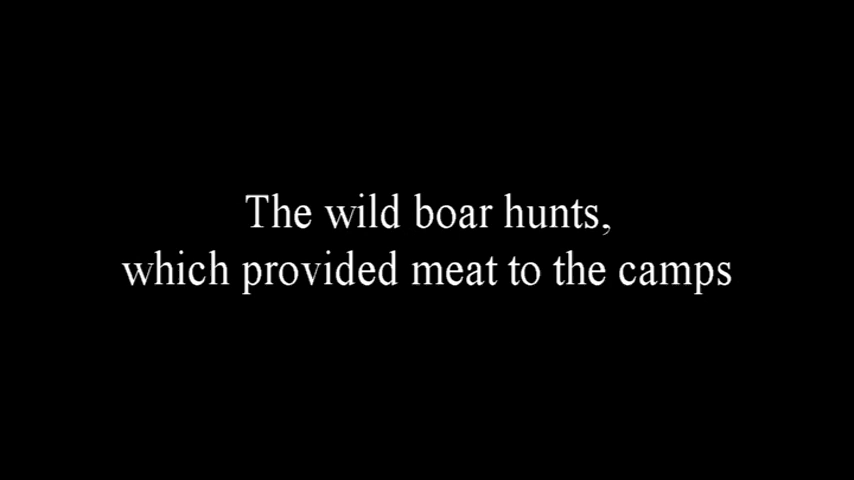 The wild boar hunts,
which provided meat to the camps